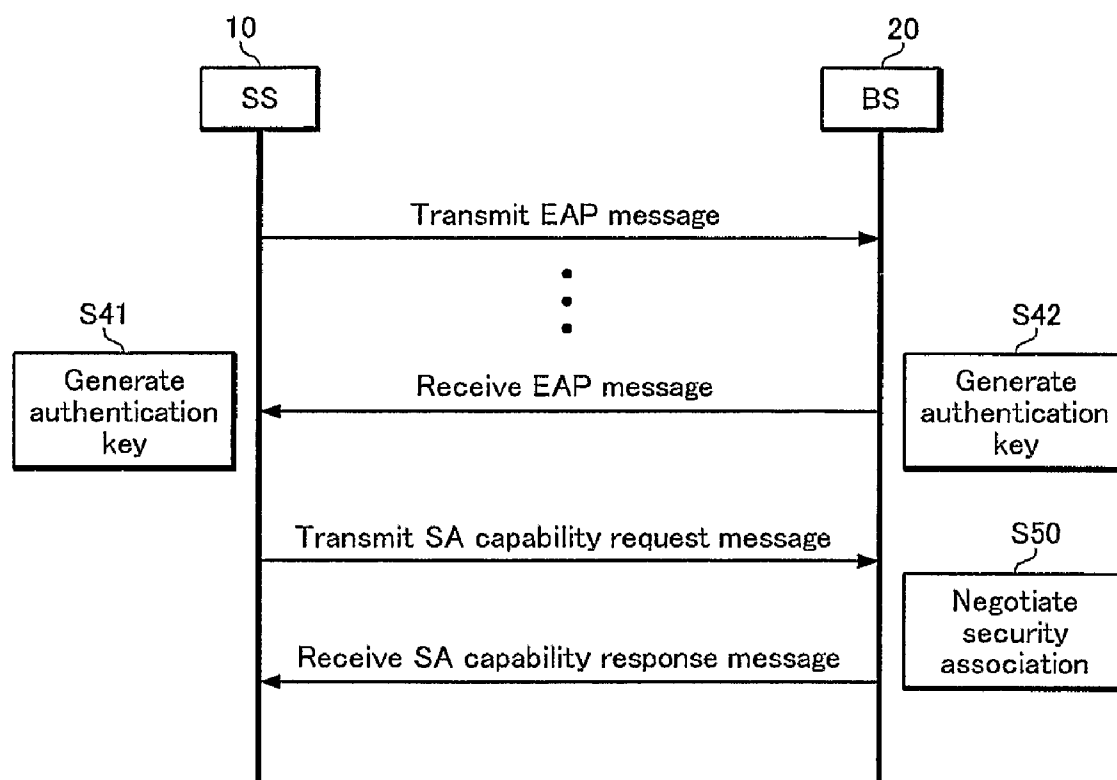 10
20
SS
BS
Transmit EAP message
S41
S42
Generate
authentication
key
Receive EAP message
Generate
authentication
key
Transmit SA capability request message
S50
Negotiate
security
association
Receive SA capability response message